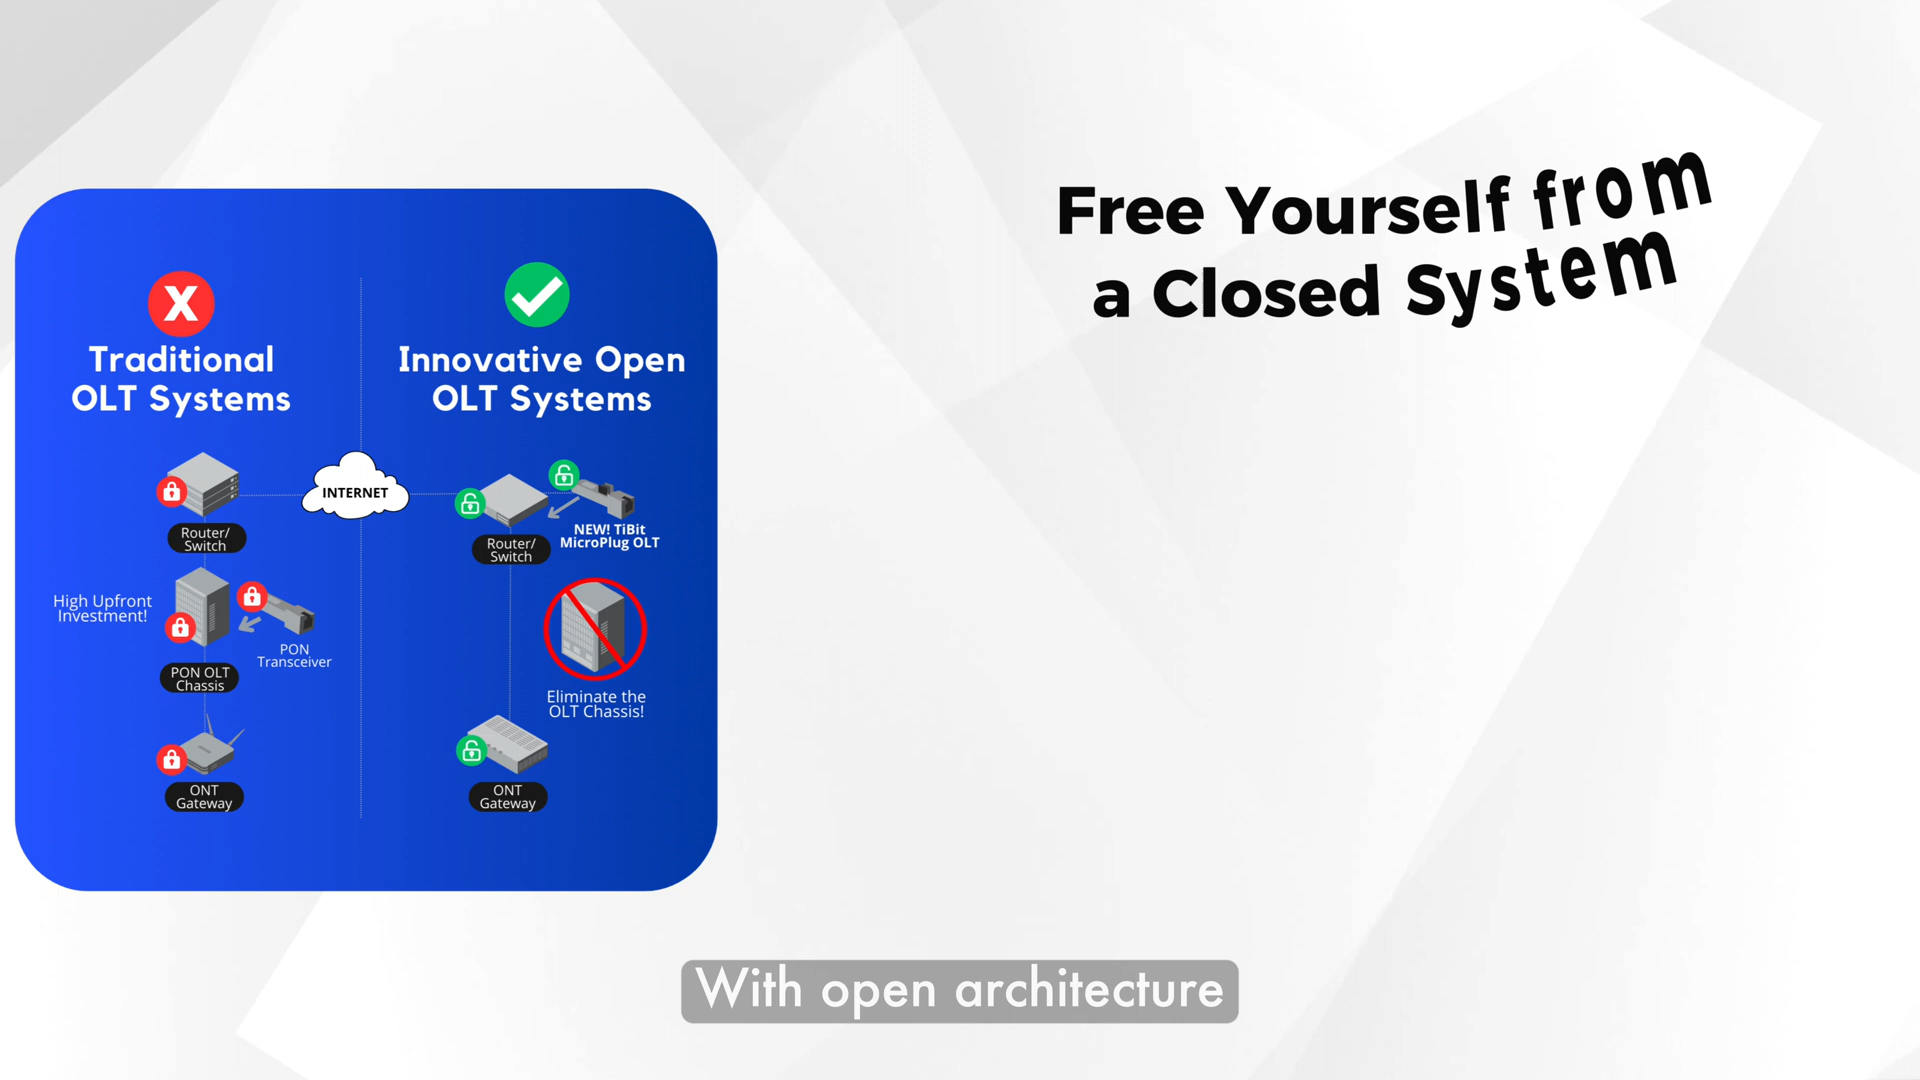 Free Yourself from
a Closed System
X
Traditional
OLT Systems
Innovative Open
OLT Systems
INTERNET
Router/
Switch
High Upfront
Investment!
PON
Transceiver
PON OLT
Chassis
ONT
Gateway
NEW! TiBit
MicroPlug OLT
Router/
Switch
Eliminate the
OLT Chassis!
ONT
Gateway
With open architecture